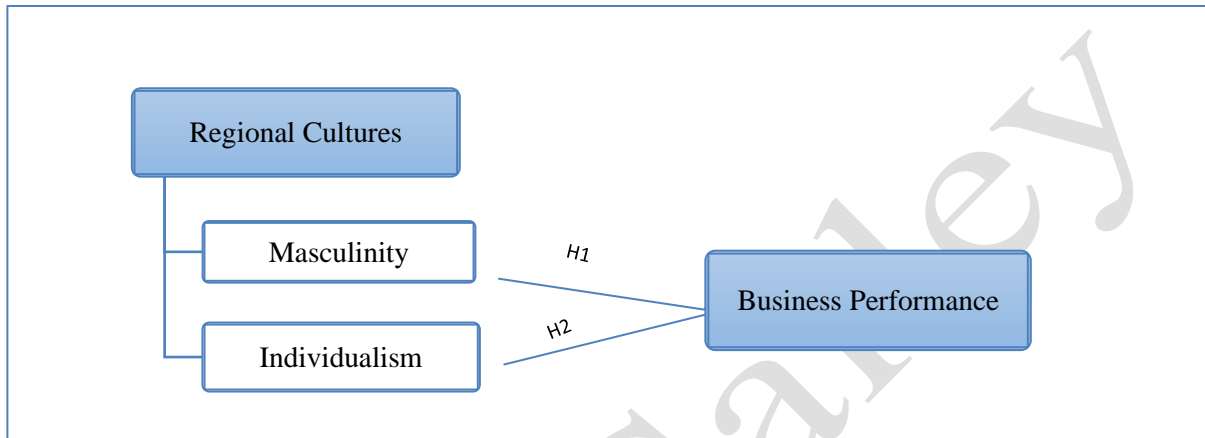 Regional Cultures
Masculinity
H1
Business Performance
H2
Individualism